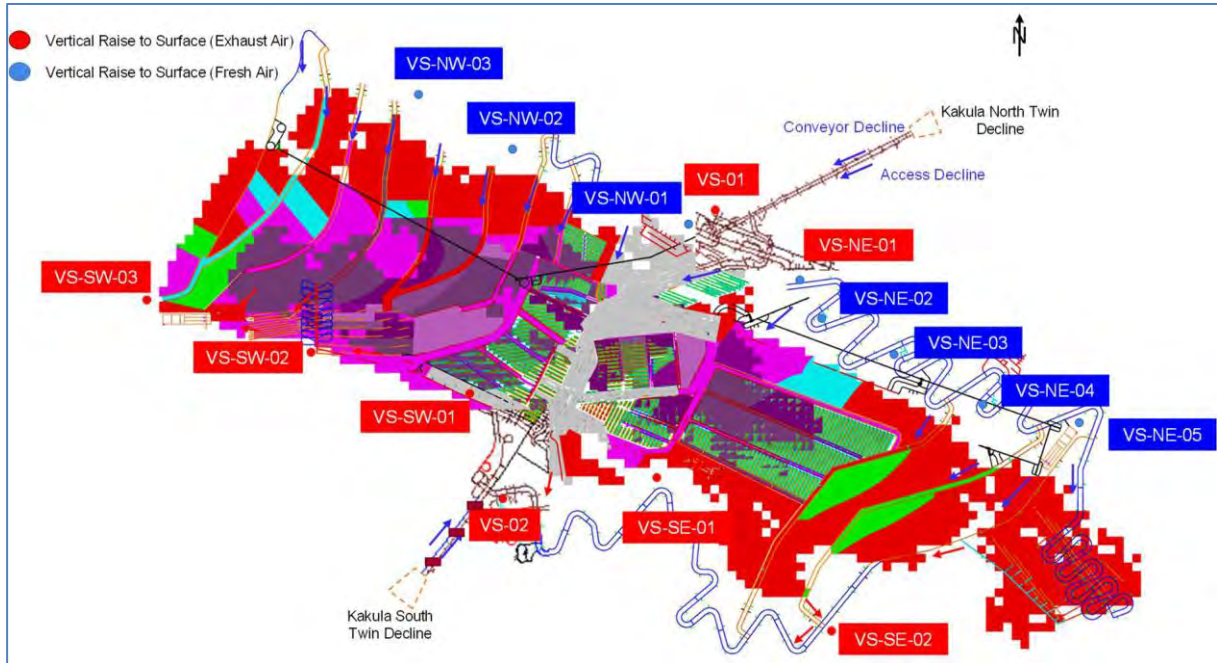 Vertical Raise to Surface (Exhaust Air)
Vertical Raise to Surface (Fresh Air)
N
VS-NW-03
VS-NW-02
Kakula North Twin
Decline
Conveyor Decline
Access Decline
VS-NW-01
VS-01
VS-NE-01
VS-SW-03
VS-NE-02
VS-SW-02
VS-NE-03
VS-NE-04
VS-SW-01
VS-NE-05
VS-02
VS-SE-01
Kakula South
Twin Decline
VS-SE-02